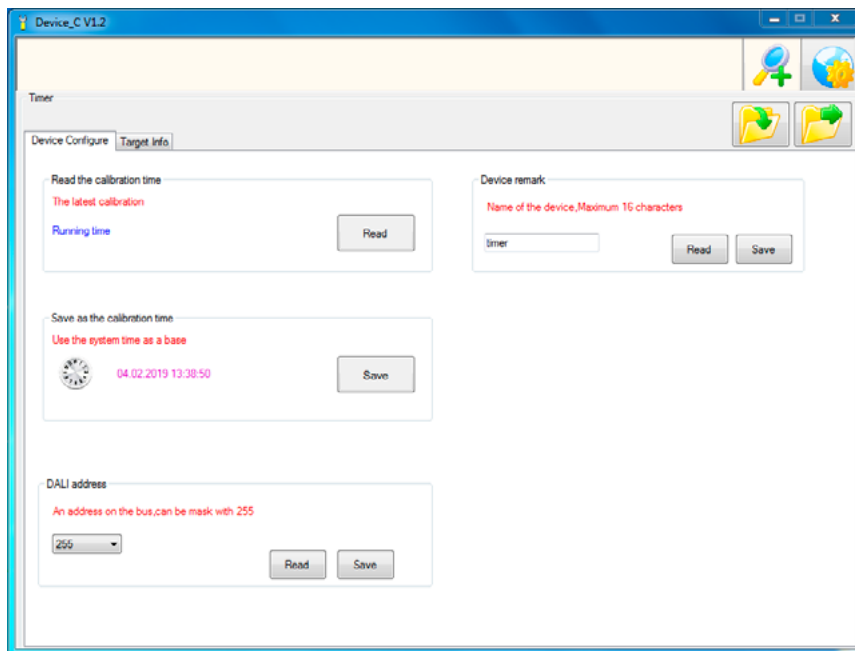 Device_C V1.2
Timer
Device Configure
Target Info
Read the calibration time
The latest calibration
Running time
Read
Device remark
Name of the device,Maximum 16 characters
timer
Read
Save
Save as the calibration time
Use the system time as a base
04.02.2019 13:38:50
Save
DALI address
An address on the bus,can be mask with 255
255
Read
Save